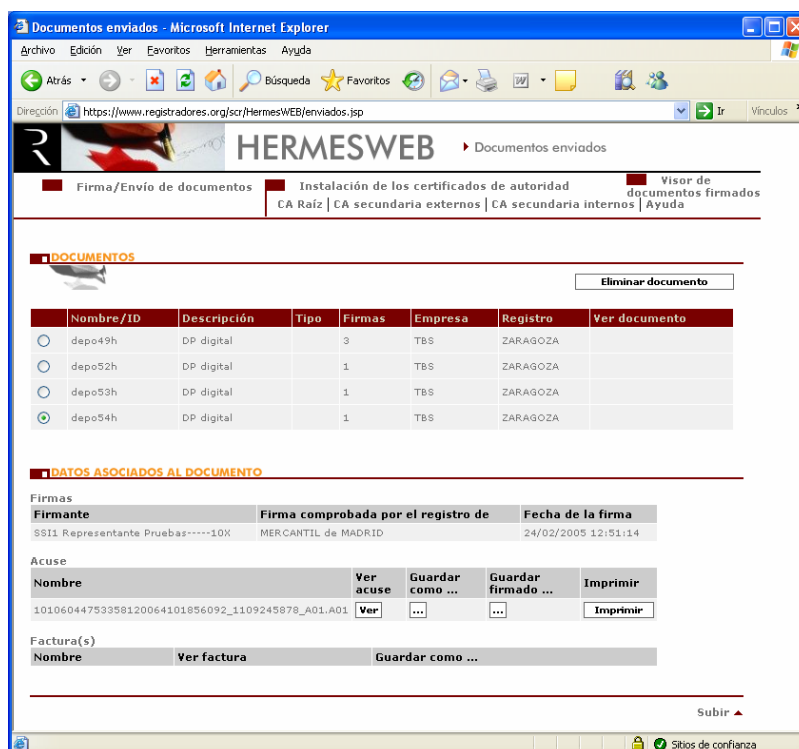 Documentos enviados - Microsoft Internet Explorer
Archivo Edición Ver Favoritos Herramientas Ayuda
Atrás Búsqueda Favoritos
Dirección https://www.registradores.org/scr/HermesWEB/enviados.jsp Ir Vínculos
HERMESWEB Documentos enviados
Firma/Envío de documentos Instalación de los certificados de autoridad Visor de documentos firmados
CA Raíz | CA secundaria externos | CA secundaria internos | Ayuda
DOCUMENTOS
Eliminar documento
Nombre/ID Descripción Tipo Firmas Empresa Registro Ver documento
depo49h DP digital 3 TBS ZARAGOZA
depo52h DP digital 1 TBS ZARAGOZA
depo53h DP digital 1 TBS ZARAGOZA
depo54h DP digital 1 TBS ZARAGOZA
DATOS ASOCIADOS AL DOCUMENTO
Firmas
Firmante Firma comprobada por el registro de Fecha de la firma
SSI1 Representante Pruebas-----10X MERCANTIL de MADRID 24/02/2005 12:51:14
Acuse
Nombre Ver acuse Guardar como ... Guardar firmado ... Imprimir
10106044753358120064101856092_1109245878_A01.A01 Ver ... ... Imprimir
Factura(s)
Nombre Ver factura Guardar como ...
Subir
Sitios de confianza